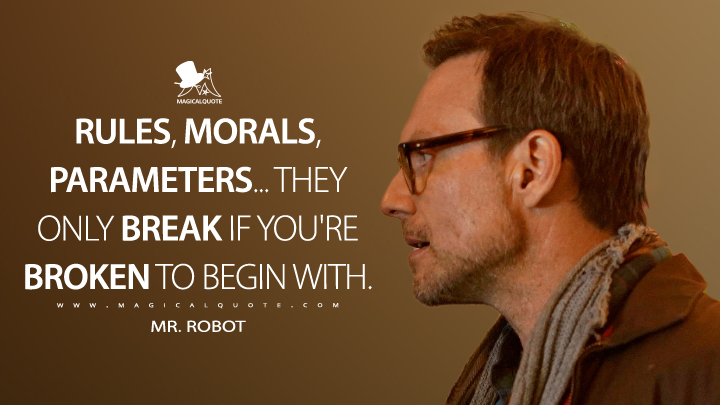 MAGICALQUOTE
RULES, MORALS,
PARAMETERS... THEY
ONLY BREAK IF YOU'RE
BROKEN TO BEGIN WITH.
WWW.MAGICALQUOTE.COM
MR. ROBOT